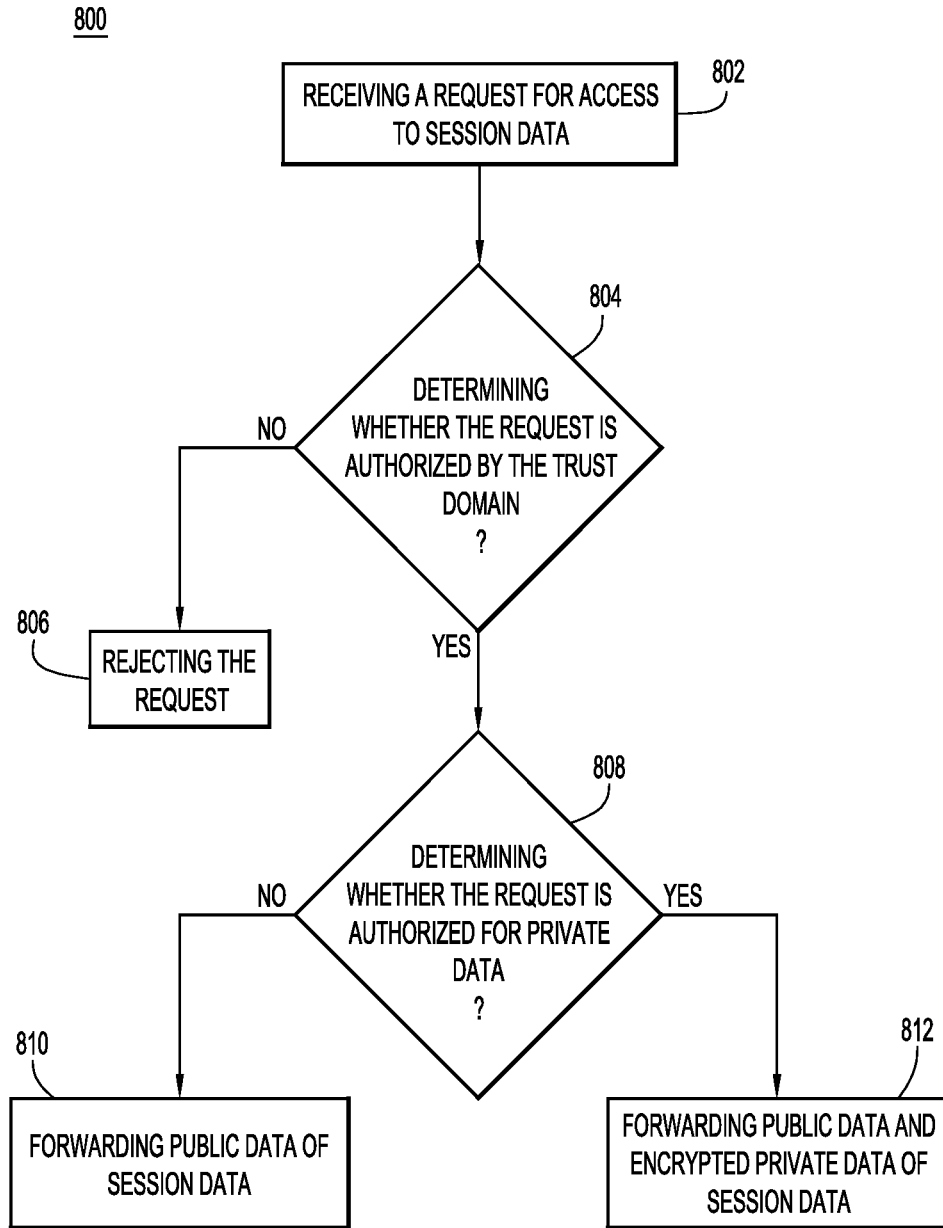 800
802
RECEIVING A REQUEST FOR ACCESS
TO SESSION DATA
804
DETERMINING
WHETHER THE REQUEST IS
AUTHORIZED BY THE TRUST
DOMAIN
?
NO
YES
806
REJECTING THE
REQUEST
808
DETERMINING
WHETHER THE REQUEST IS
AUTHORIZED FOR PRIVATE
DATA
?
NO
YES
810
FORWARDING PUBLIC DATA OF
SESSION DATA
812
FORWARDING PUBLIC DATA AND
ENCRYPTED PRIVATE DATA OF
SESSION DATA